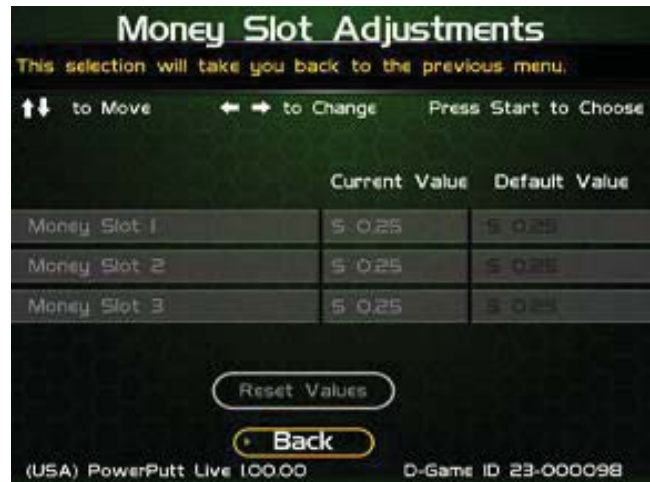 Money Slot Adjustments
This selection will take you back to the previous menu.
to Move to Change Press Start to Choose
Current Value Default Value
Money Slot 1 $ 0.25 $ 0.25
Money Slot 2 $ 0.25 $ 0.25
Money Slot 3 $ 0.25 $ 0.25
Reset Values
Back
(USA) PowerPutt Live 1.00.00 D-Game ID 23-000098